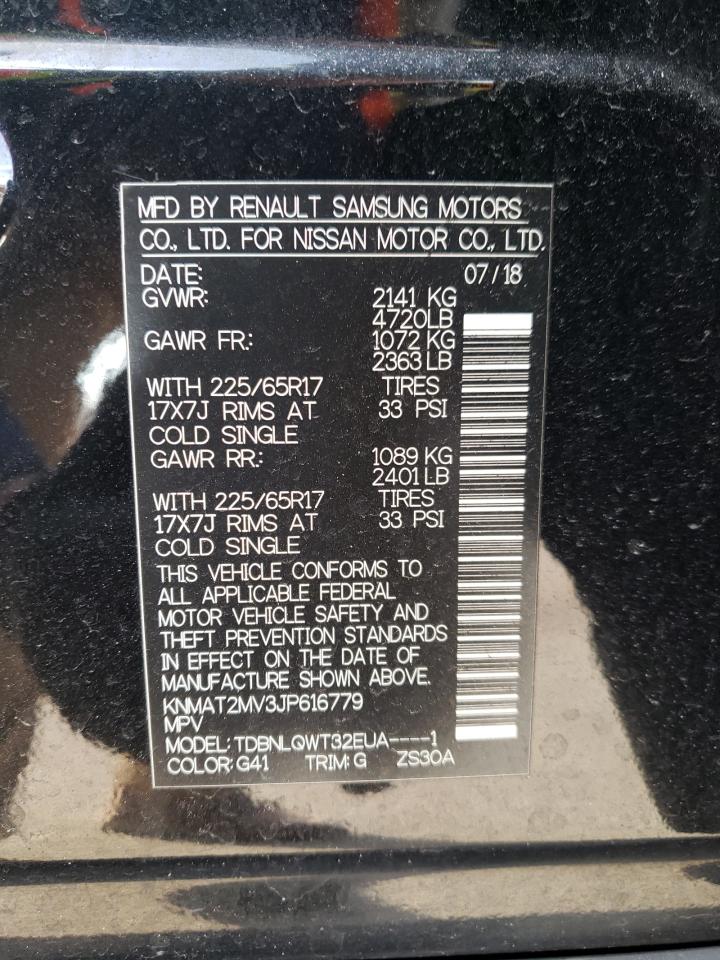 MFD BY RENAULT SAMSUNG MOTORS
CO., LTD. FOR NISSAN MOTOR CO., LTD.
DATE: 07/18
GVWR: 2141 KG
4720LB
GAWR FR: 1072 KG
2363 LB
WITH 225/65R17 TIRES
17X7J RIMS AT 33 PSI
COLD SINGLE
GAWR RR: 1089 KG
2401 LB
WITH 225/65R17 TIRES
17X7J RIMS AT 33 PSI
COLD SINGLE
THIS VEHICLE CONFORMS TO
ALL APPLICABLE FEDERAL
MOTOR VEHICLE SAFETY AND
THEFT PREVENTION STANDARDS
IN EFFECT ON THE DATE OF
MANUFACTURE SHOWN ABOVE.
KNMAT2MV3JP616779
MPV
MODEL: TDBNLQWT32EUA----1
COLOR: G41 TRIM: G ZS30A